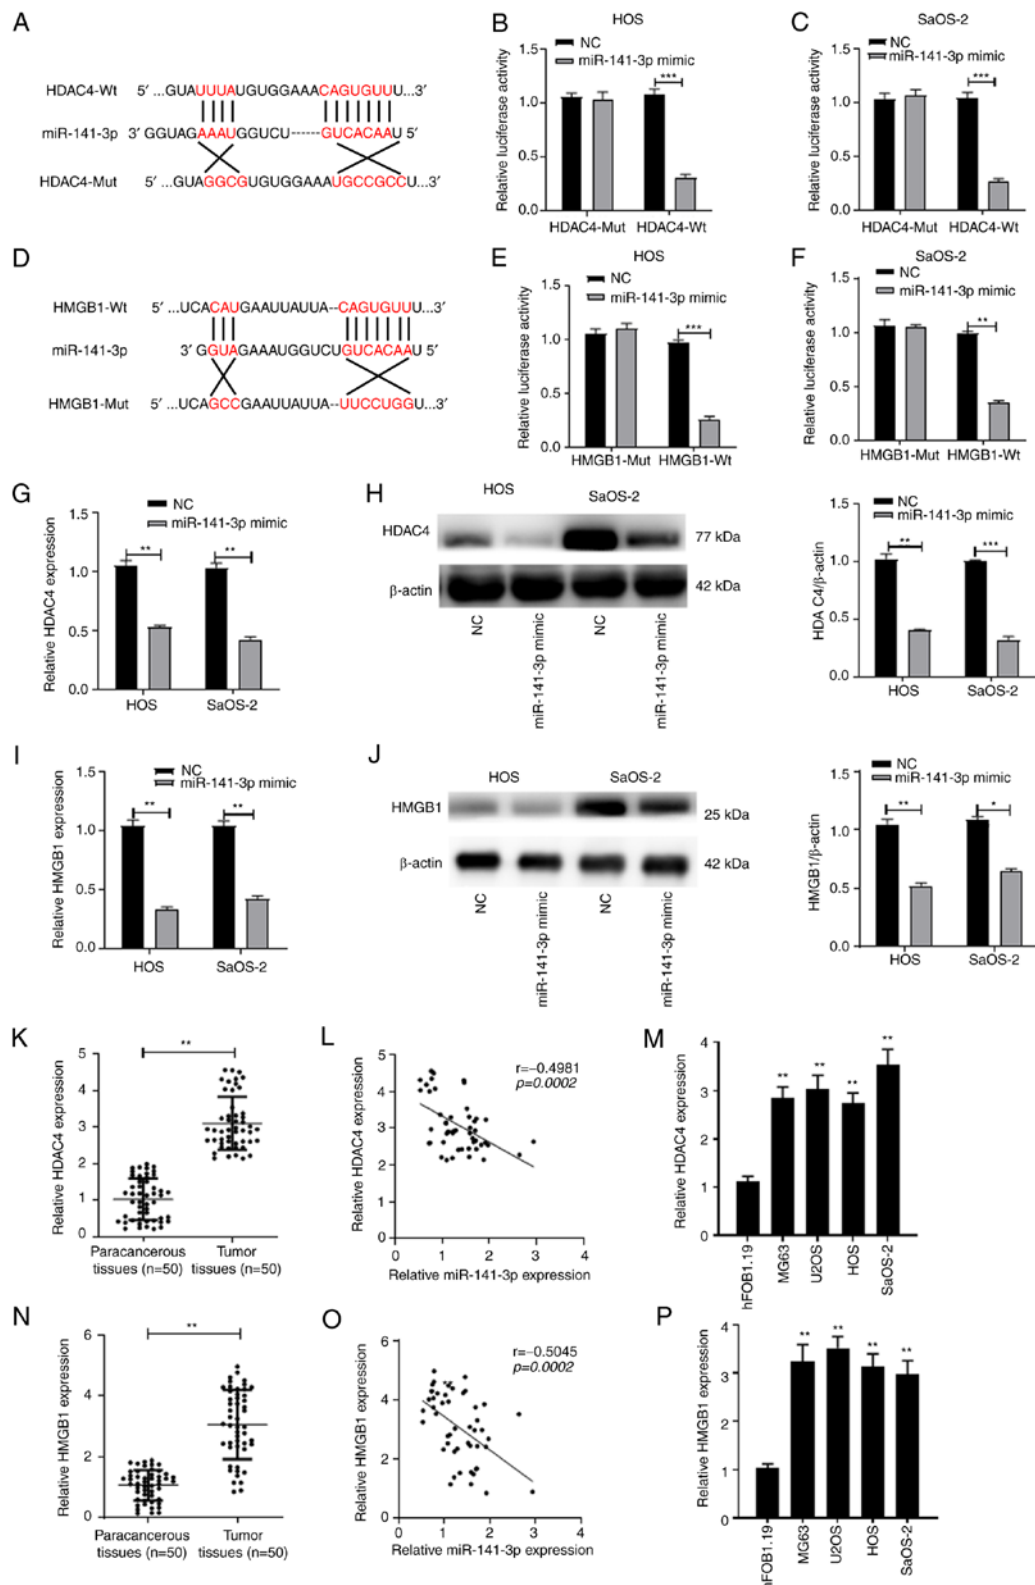 A
HDAC4-Wt 5′ ...GUAUUUAUGUGGAAACAGUGUUU...3′
miR-141-3p 3′ GGUAGAAAUGGUCU------GUCACAAU 5′
HDAC4-Mut 5′ ...GUAGGCGUGUGGAAAUGCCGCCU...3′
B
HOS
NC
miR-141-3p mimic
Relative luciferase activity
1.5
1.0
0.5
0.0
***
HDAC4-Mut HDAC4-Wt
C
SaOS-2
NC
miR-141-3p mimic
Relative luciferase activity
1.5
1.0
0.5
0.0
***
HDAC4-Mut HDAC4-Wt
D
HMGB1-Wt 5′ ...UCACAUGAAUUAUUA--CAGUGUUU...3′
miR-141-3p 3′ GGUAGAAAUGGUCUGUCACAAU 5′
HMGB1-Mut 5′ ...UCAGCCGAAUUAUUA--UUCCUGGU...3′
E
HOS
NC
miR-141-3p mimic
Relative luciferase activity
1.5
1.0
0.5
0.0
***
HMGB1-Mut HMGB1-Wt
F
SaOS-2
NC
miR-141-3p mimic
Relative luciferase activity
1.5
1.0
0.5
0.0
**
HMGB1-Mut HMGB1-Wt
G
NC
miR-141-3p mimic
Relative HDAC4 expression
1.5
1.0
0.5
0.0
** **
HOS SaOS-2
H
HOS SaOS-2
HDAC4 77 kDa
β-actin 42 kDa
NC
miR-141-3p mimic
NC
miR-141-3p mimic
NC
miR-141-3p mimic
HDA C4/β-actin
1.5
1.0
0.5
0.0
** ***
HOS SaOS-2
I
NC
miR-141-3p mimic
Relative HMGB1 expression
1.5
1.0
0.5
0.0
** **
HOS SaOS-2
J
HOS SaOS-2
HMGB1 25 kDa
β-actin 42 kDa
NC
miR-141-3p mimic
NC
miR-141-3p mimic
NC
miR-141-3p mimic
HMGB1/β-actin
1.5
1.0
0.5
0.0
** *
HOS SaOS-2
K
Relative HDAC4 expression
5
4
3
2
1
0
**
Paracancerous Tumor
tissues (n=50) tissues (n=50)
L
Relative HDAC4 expression
5
4
3
2
1
0
r=−0.4981
p=0.0002
0 1 2 3 4
Relative miR-141-3p expression
M
Relative HDAC4 expression
4
3
2
1
0
** ** ** **
hFOB1.19
MG63
U2OS
HOS
SaOS-2
N
Relative HMGB1 expression
6
4
2
0
**
Paracancerous Tumor
tissues (n=50) tissues (n=50)
O
Relative HMGB1 expression
6
4
2
0
r=−0.5045
p=0.0002
0 1 2 3 4
Relative miR-141-3p expression
P
Relative HMGB1 expression
4
3
2
1
0
** ** ** **
hFOB1.19
MG63
U2OS
HOS
SaOS-2